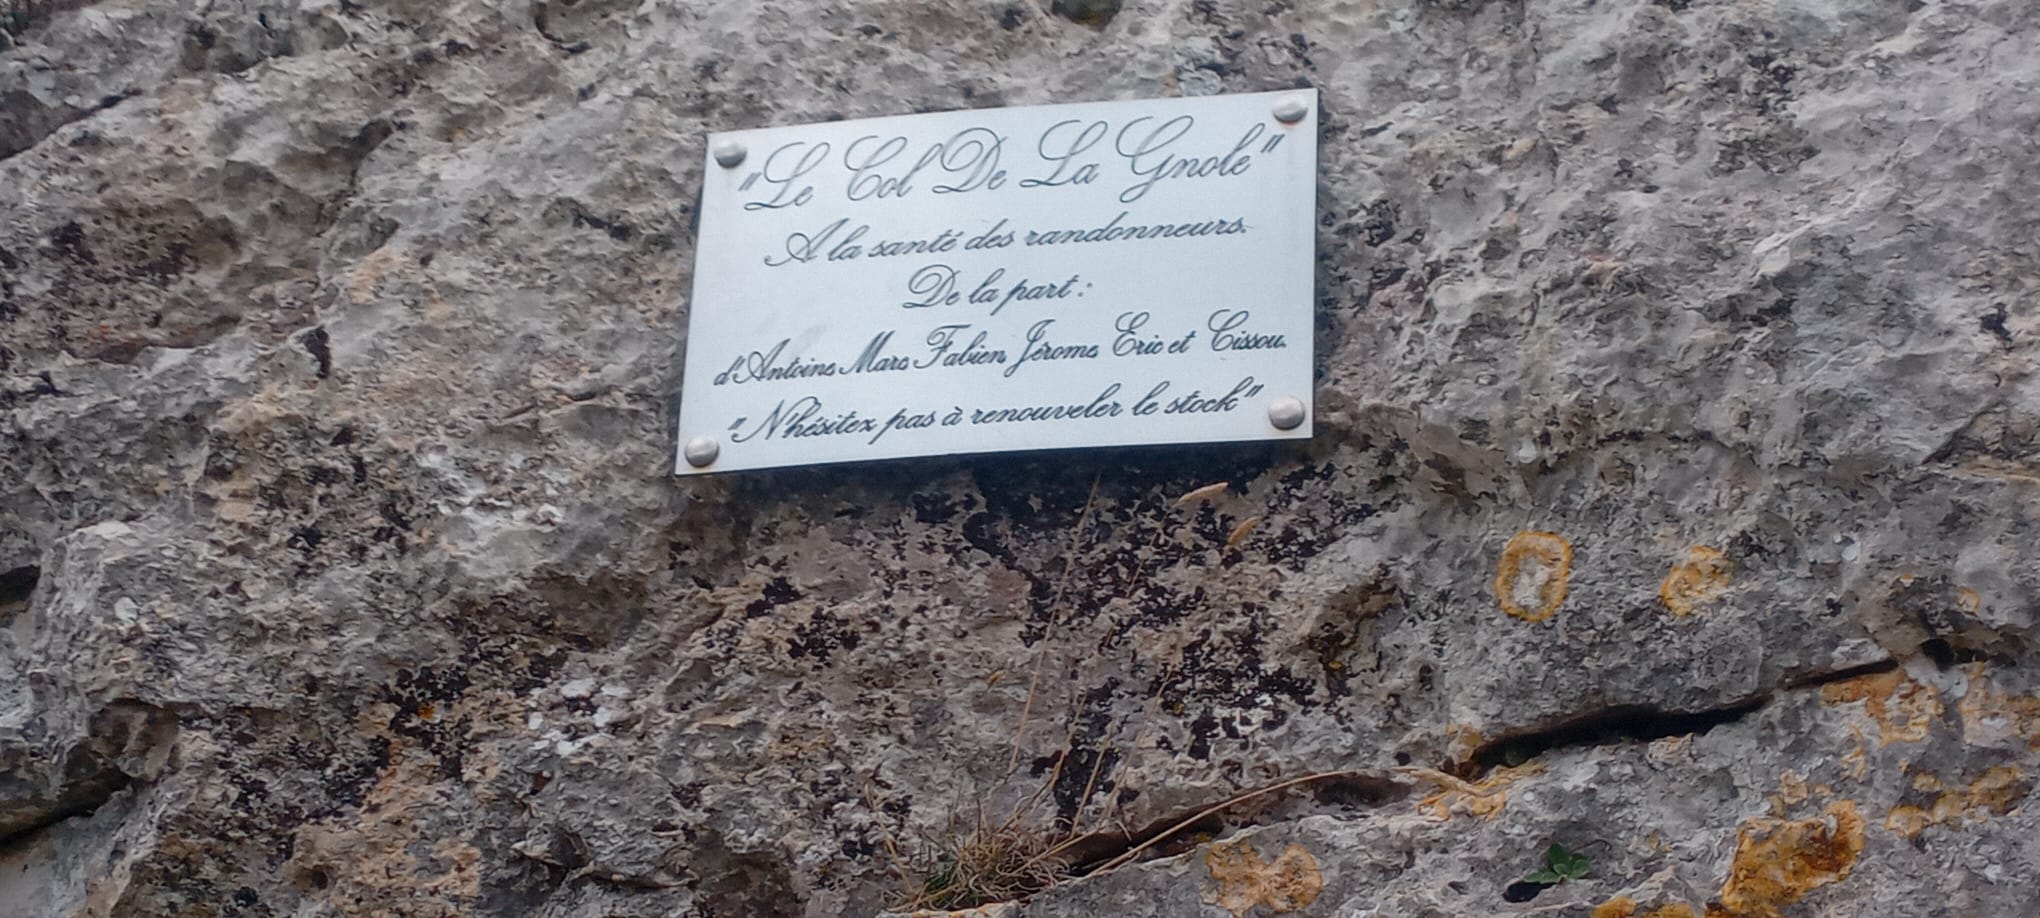 "Le Col De La Gnole"
A la santé des randonneurs.
De la part :
d'Antoine Marc Fabien Jérome Eric et Cissou.
"N'hésitez pas à renouveler le stock"